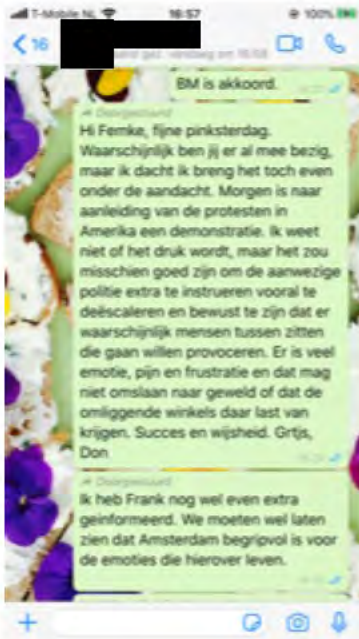 T-Mobile NL 16:57 100%
16
BM is akkoord.
Doorgestuurd
Hi Femke, fijne pinksterdag.
Waarschijnlijk ben jij er al mee bezig,
maar ik dacht ik breng het toch even
onder de aandacht. Morgen is naar
aanleiding van de protesten in
Amerika een demonstratie. Ik weet
niet of het druk wordt, maar het zou
misschien goed zijn om de aanwezige
politie extra te instrueren vooral te
deëscaleren en bewust te zijn dat er
waarschijnlijk mensen tussen zitten
die gaan willen provoceren. Er is veel
emotie, pijn en frustratie en dat mag
niet omslaan naar geweld of dat de
omliggende winkels daar last van
krijgen. Succes en wijsheid. Grtjs,
Don
Doorgestuurd
Ik heb Frank nog wel even extra
geinformeerd. We moeten wel laten
zien dat Amsterdam begripvol is voor
de emoties die hierover leven.